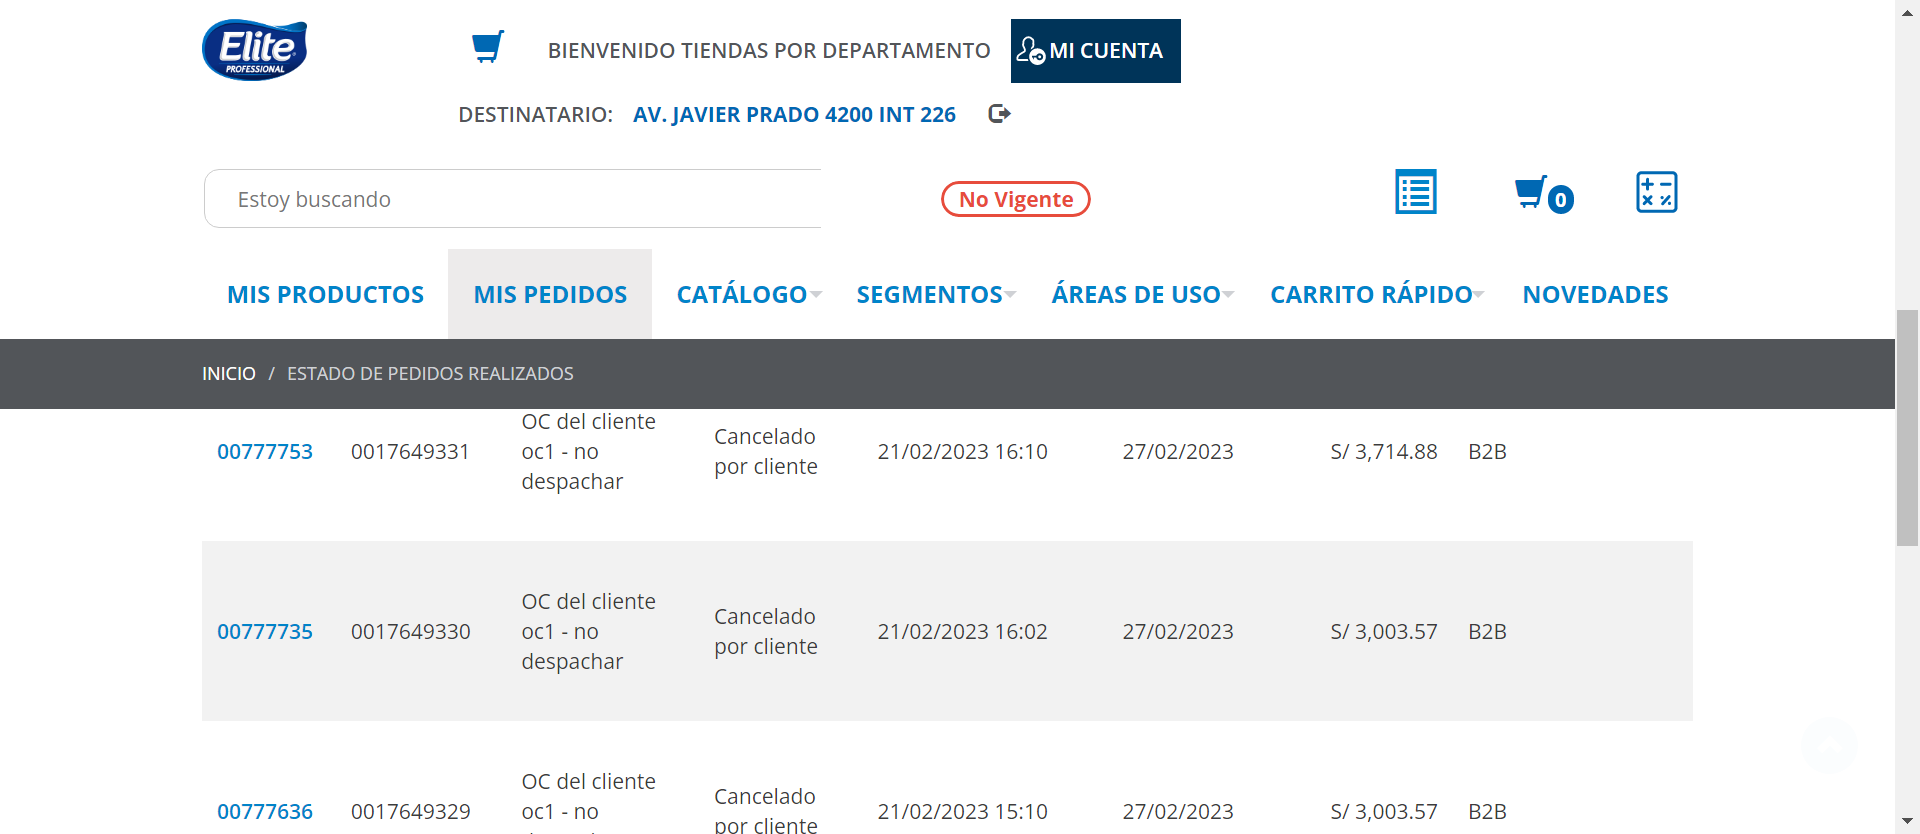 Elite
PROFESSIONAL
BIENVENIDO TIENDAS POR DEPARTAMENTO
MI CUENTA
DESTINATARIO: AV. JAVIER PRADO 4200 INT 226
Estoy buscando
No Vigente
0
MIS PRODUCTOS MIS PEDIDOS CATÁLOGO SEGMENTOS ÁREAS DE USO CARRITO RÁPIDO NOVEDADES
INICIO / ESTADO DE PEDIDOS REALIZADOS
00777753 0017649331
OC del cliente
oc1 - no
despachar
Cancelado
por cliente
21/02/2023 16:10 27/02/2023 S/ 3,714.88 B2B
00777735 0017649330
OC del cliente
oc1 - no
despachar
Cancelado
por cliente
21/02/2023 16:02 27/02/2023 S/ 3,003.57 B2B
00777636 0017649329
OC del cliente
oc1 - no
Cancelado
por cliente
21/02/2023 15:10 27/02/2023 S/ 3,003.57 B2B